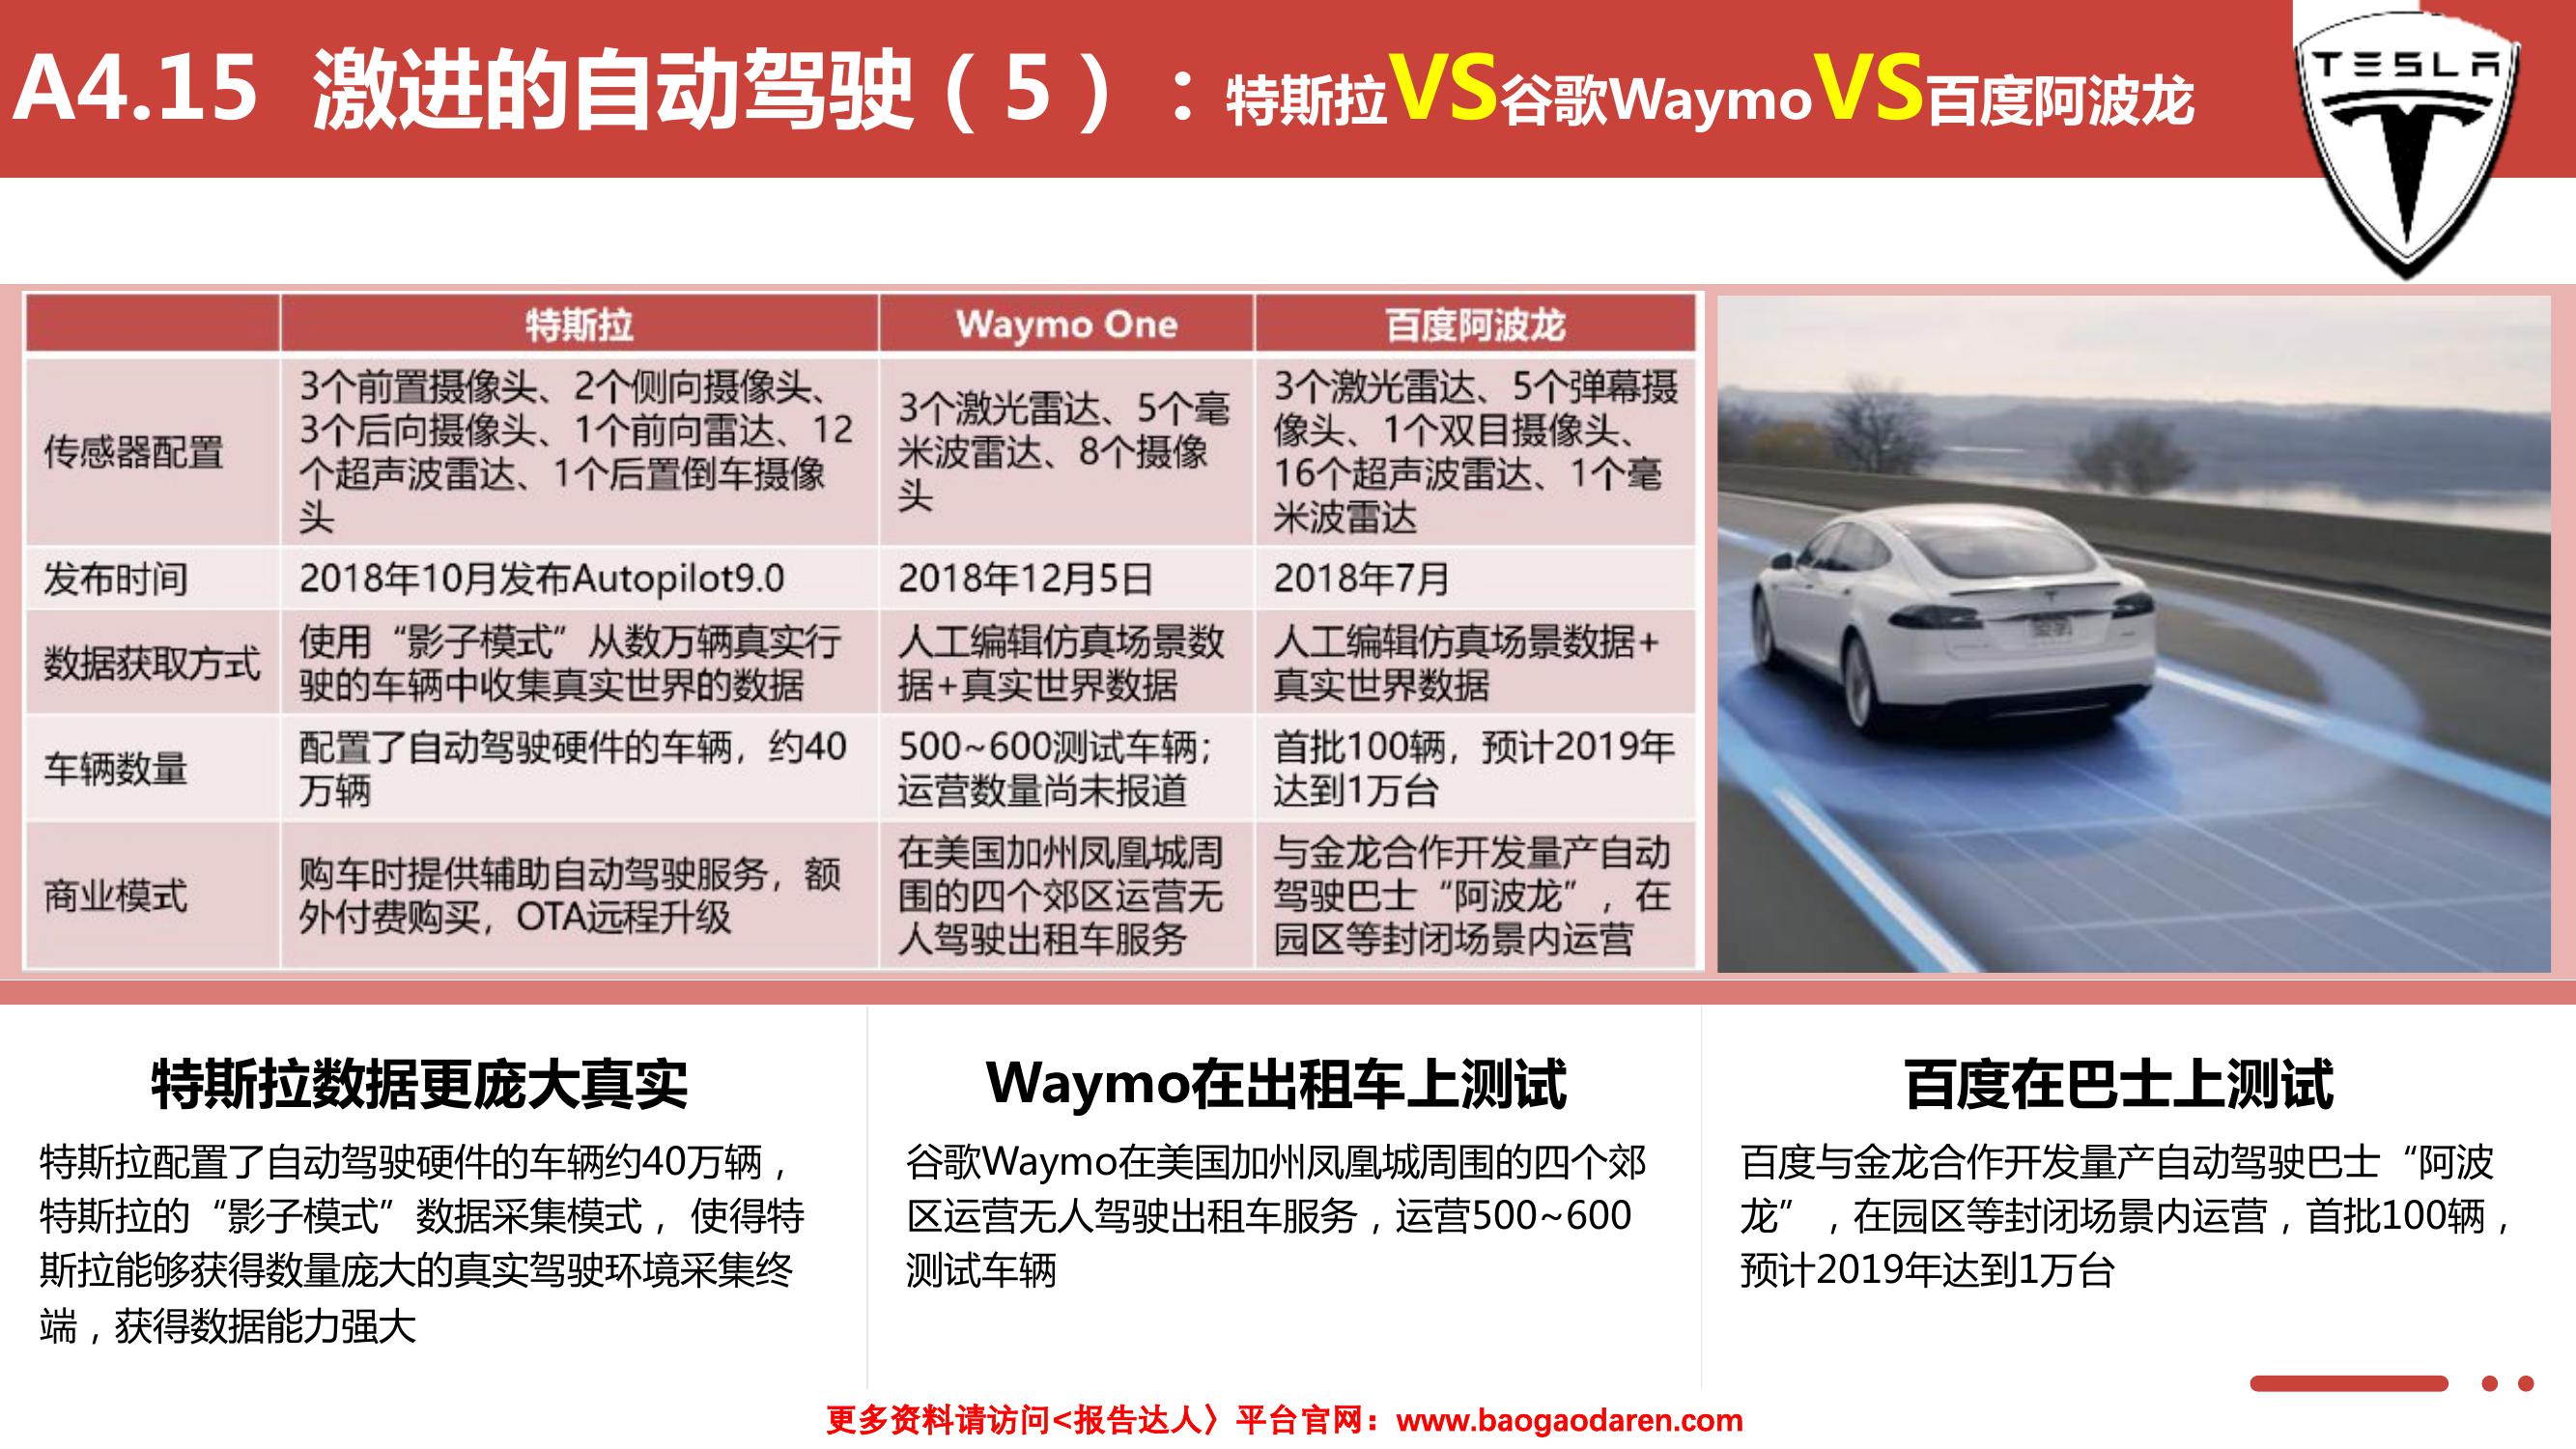 A4.15 激进的自动驾驶（5）：特斯拉VS谷歌WaymoVS百度阿波龙
TESLA
特斯拉
Waymo One
百度阿波龙
传感器配置
3个前置摄像头、2个侧向摄像头、
3个后向摄像头、1个前向雷达、12
个超声波雷达、1个后置倒车摄像
头
3个激光雷达、5个毫
米波雷达、8个摄像
头
3个激光雷达、5个弹幕摄
像头、1个双目摄像头、
16个超声波雷达、1个毫
米波雷达
发布时间
2018年10月发布Autopilot9.0
2018年12月5日
2018年7月
数据获取方式
使用“影子模式”从数万辆真实行
驶的车辆中收集真实世界的数据
人工编辑仿真场景数
据+真实世界数据
人工编辑仿真场景数据+
真实世界数据
车辆数量
配置了自动驾驶硬件的车辆，约40
万辆
500~600测试车辆；
运营数量尚未报道
首批100辆，预计2019年
达到1万台
商业模式
购车时提供辅助自动驾驶服务，额
外付费购买，OTA远程升级
在美国加州凤凰城周
围的四个郊区运营无
人驾驶出租车服务
与金龙合作开发量产自动
驾驶巴士“阿波龙”，在
园区等封闭场景内运营
特斯拉数据更庞大真实
特斯拉配置了自动驾驶硬件的车辆约40万辆，
特斯拉的“影子模式”数据采集模式，使得特
斯拉能够获得数量庞大的真实驾驶环境采集终
端，获得数据能力强大
Waymo在出租车上测试
谷歌Waymo在美国加州凤凰城周围的四个郊
区运营无人驾驶出租车服务，运营500~600
测试车辆
百度在巴士上测试
百度与金龙合作开发量产自动驾驶巴士“阿波
龙”，在园区等封闭场景内运营，首批100辆，
预计2019年达到1万台
更多资料请访问<报告达人〉平台官网：www.baogaodaren.com